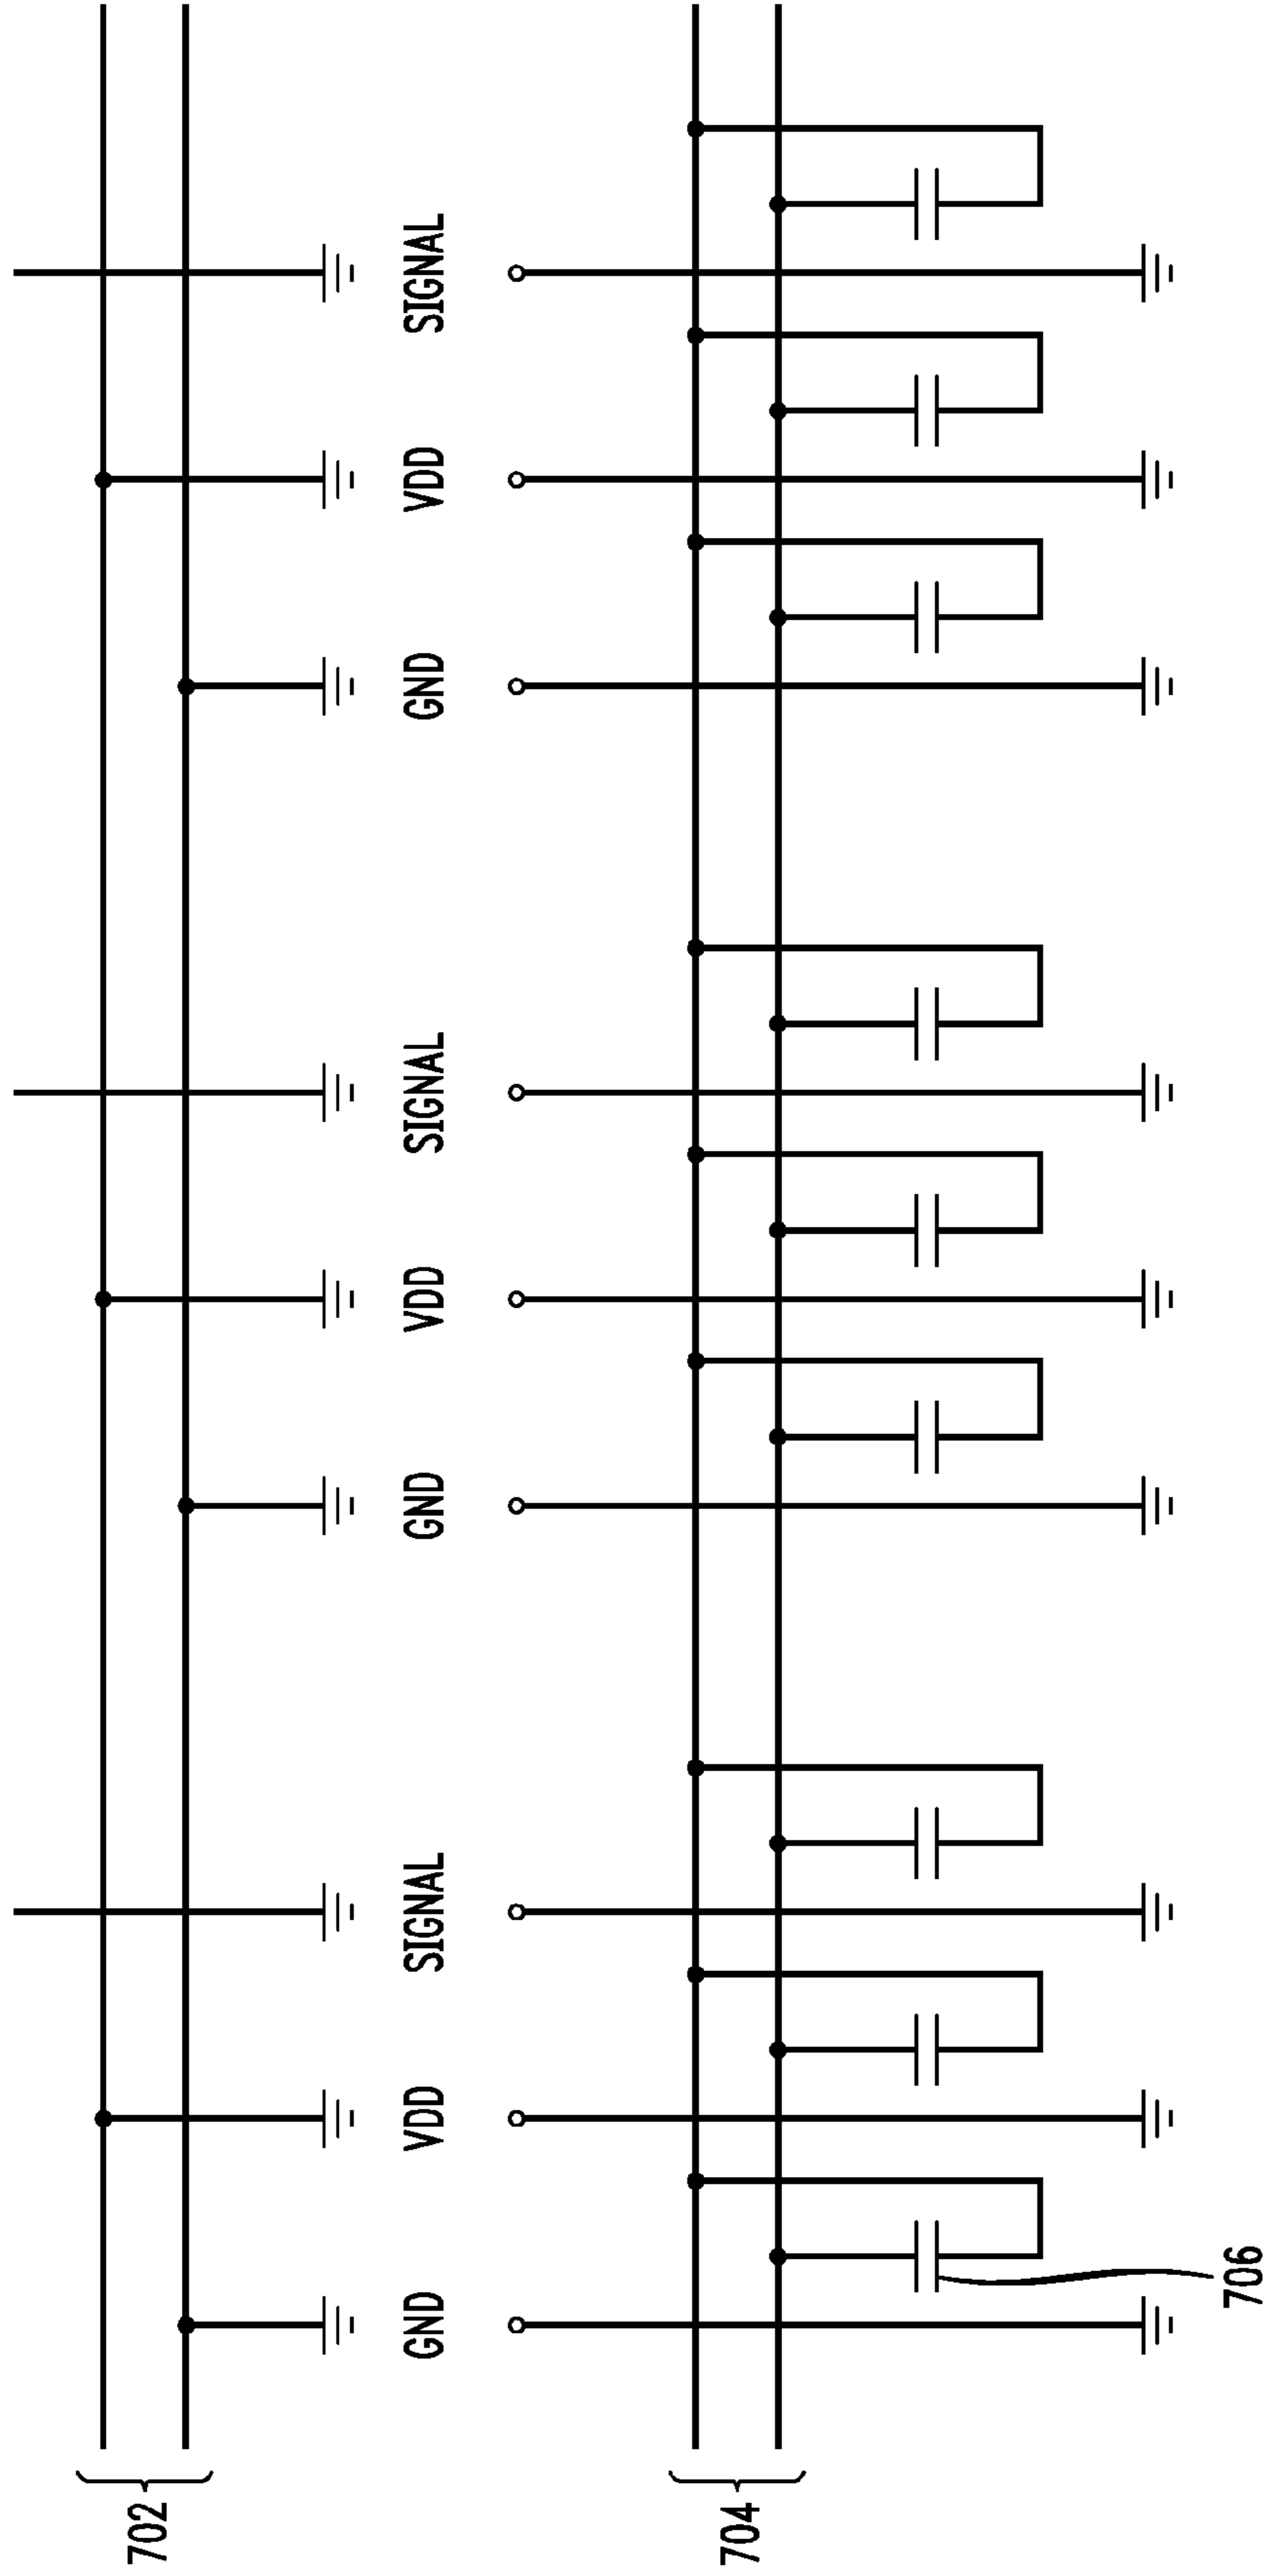 702
GND
VDD
SIGNAL
GND
VDD
SIGNAL
GND
VDD
SIGNAL
704
706